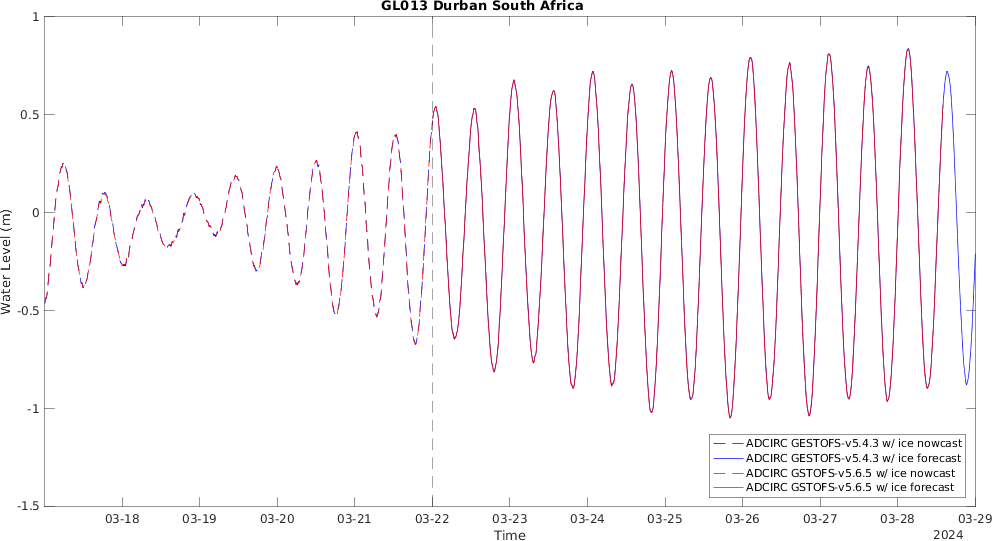 GL013 Durban South Africa
1
0.5
0
-0.5
-1
-1.5
Water Level (m)
ADCIRC GESTOFS-v5.4.3 w/ ice nowcast
ADCIRC GESTOFS-v5.4.3 w/ ice forecast
ADCIRC GSTOFS-v5.6.5 w/ ice nowcast
ADCIRC GSTOFS-v5.6.5 w/ ice forecast
03-18 03-19 03-20 03-21 03-22 03-23 03-24 03-25 03-26 03-27 03-28 03-29
Time
2024